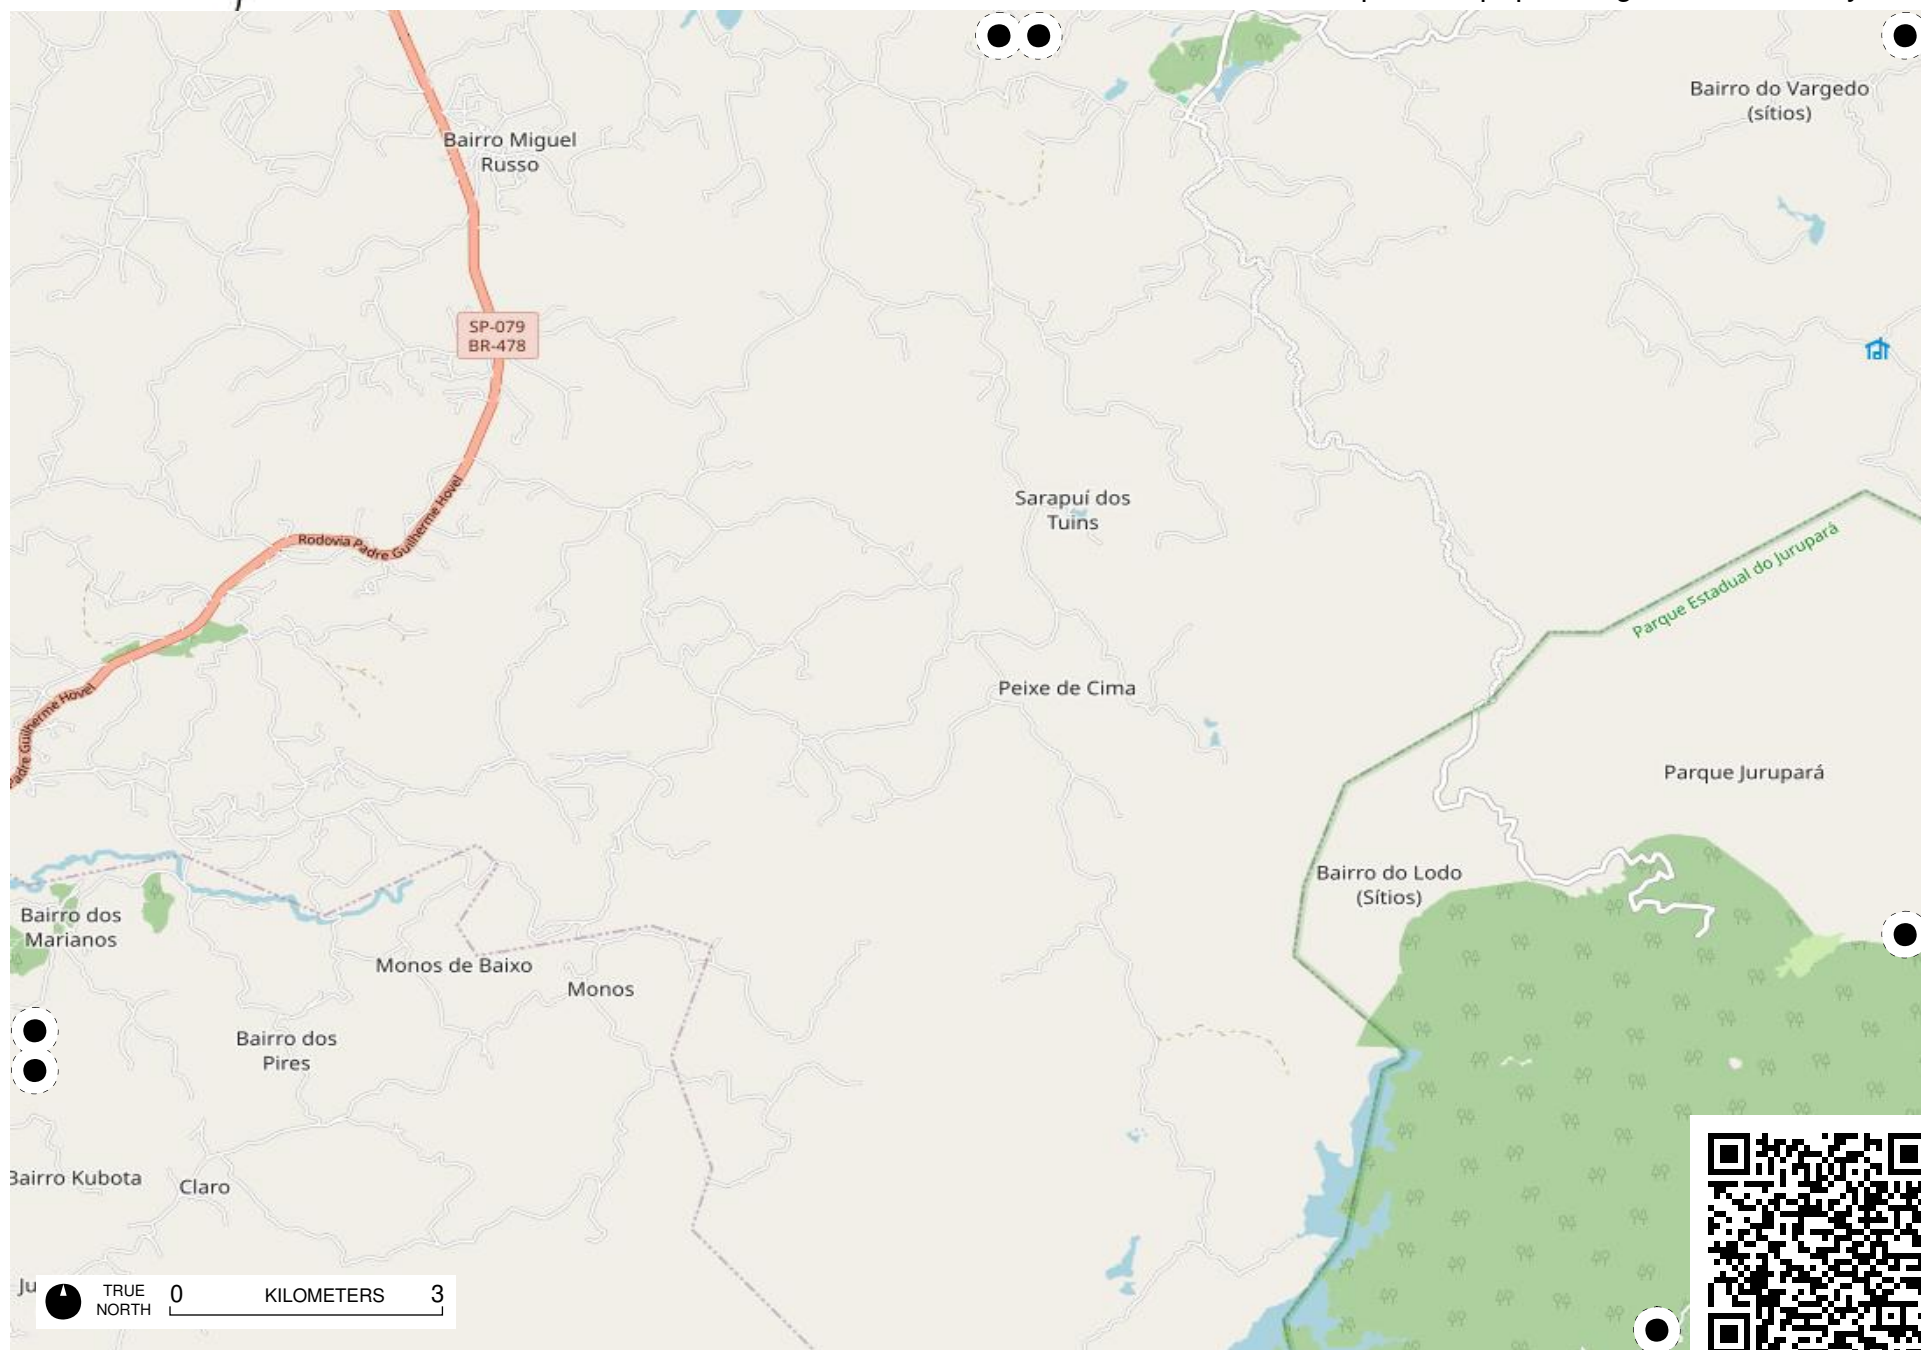 Bairro do Vargedo
(sítios)
Bairro Miguel
Russo
SP-079
BR-478
Sarapuí dos
Tuins
Rodovia Padre Guilherme Hovel
Parque Estadual do Jurupará
Padre Guilherme Hovel
Peixe de Cima
Parque Jurupará
Bairro do Lodo
(Sítios)
Bairro dos
Marianos
Monos de Baixo
Monos
Bairro dos
Pires
Bairro Kubota
Claro
Ju
TRUE
NORTH
0 KILOMETERS 3